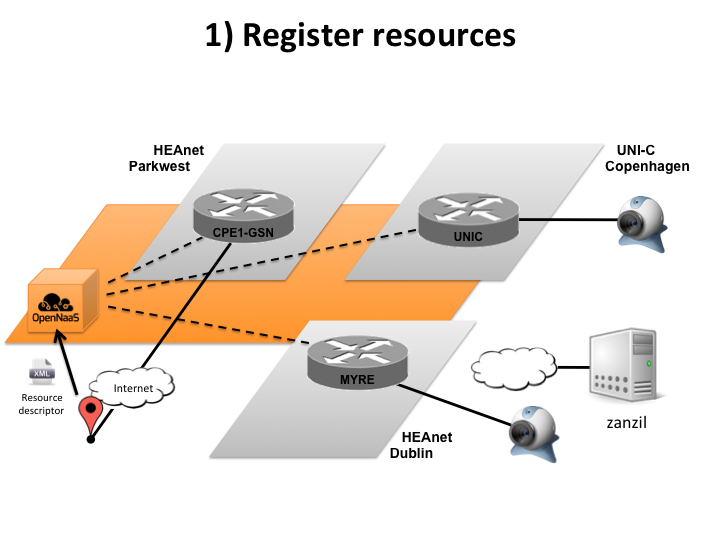 1) Register resources
HEAnet
Parkwest
UNI-C
Copenhagen
CPE1-GSN
UNIC
OpenNaaS
XML
Resource
descriptor
Internet
MYRE
HEAnet
Dublin
zanzil